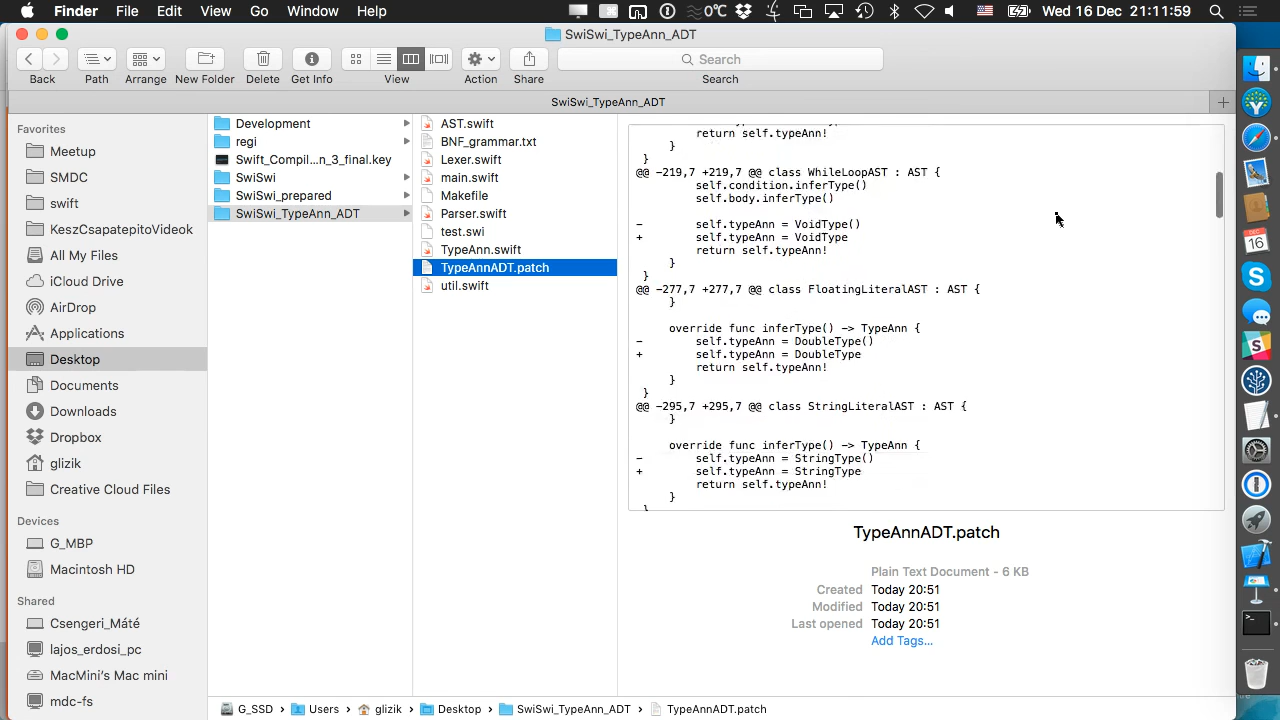 Finder File Edit View Go Window Help 0°C Wed 16 Dec 21:11:59
SwiSwi_TypeAnn_ADT
Search
Back Path Arrange New Folder Delete Get Info View Action Share Search
SwiSwi_TypeAnn_ADT
Favorites
Meetup
SMDC
swift
KeszCsapatepitoVideok
All My Files
iCloud Drive
AirDrop
Applications
Desktop
Documents
Downloads
Dropbox
glizik
Creative Cloud Files
Devices
G_MBP
Macintosh HD
Shared
Csengeri_Máté
lajos_erdosi_pc
MacMini's Mac mini
mdc-fs
Development
regi
Swift_Compil...n_3_final.key
SwiSwi
SwiSwi_prepared
SwiSwi_TypeAnn_ADT
AST.swift
BNF_grammar.txt
Lexer.swift
main.swift
Makefile
Parser.swift
test.swi
TypeAnn.swift
TypeAnnADT.patch
util.swift
return self.typeAnn!
}
}
@@ -219,7 +219,7 @@ class WhileLoopAST : AST {
self.condition.inferType()
self.body.inferType()
- self.typeAnn = VoidType()
+ self.typeAnn = VoidType
return self.typeAnn!
}
}
@@ -277,7 +277,7 @@ class FloatingLiteralAST : AST {
}
override func inferType() -> TypeAnn {
- self.typeAnn = DoubleType()
+ self.typeAnn = DoubleType
return self.typeAnn!
}
}
@@ -295,7 +295,7 @@ class StringLiteralAST : AST {
}
override func inferType() -> TypeAnn {
- self.typeAnn = StringType()
+ self.typeAnn = StringType
return self.typeAnn!
}
}
TypeAnnADT.patch
Plain Text Document - 6 KB
Created Today 20:51
Modified Today 20:51
Last opened Today 20:51
Add Tags...
G_SSD Users glizik Desktop SwiSwi_TypeAnn_ADT TypeAnnADT.patch